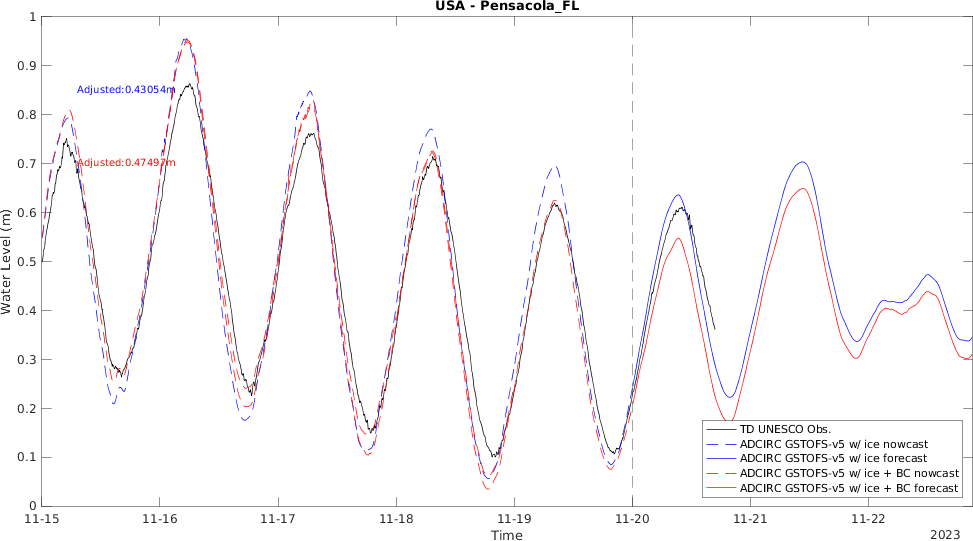 USA - Pensacola_FL
1
0.9
0.8
0.7
0.6
0.5
0.4
0.3
0.2
0.1
0
Water Level (m)
Adjusted:0.43054m
Adjusted:0.47497m
TD UNESCO Obs.
ADCIRC GSTOFS-v5 w/ ice nowcast
ADCIRC GSTOFS-v5 w/ ice forecast
ADCIRC GSTOFS-v5 w/ ice + BC nowcast
ADCIRC GSTOFS-v5 w/ ice + BC forecast
11-15 11-16 11-17 11-18 11-19 11-20 11-21 11-22
Time
2023